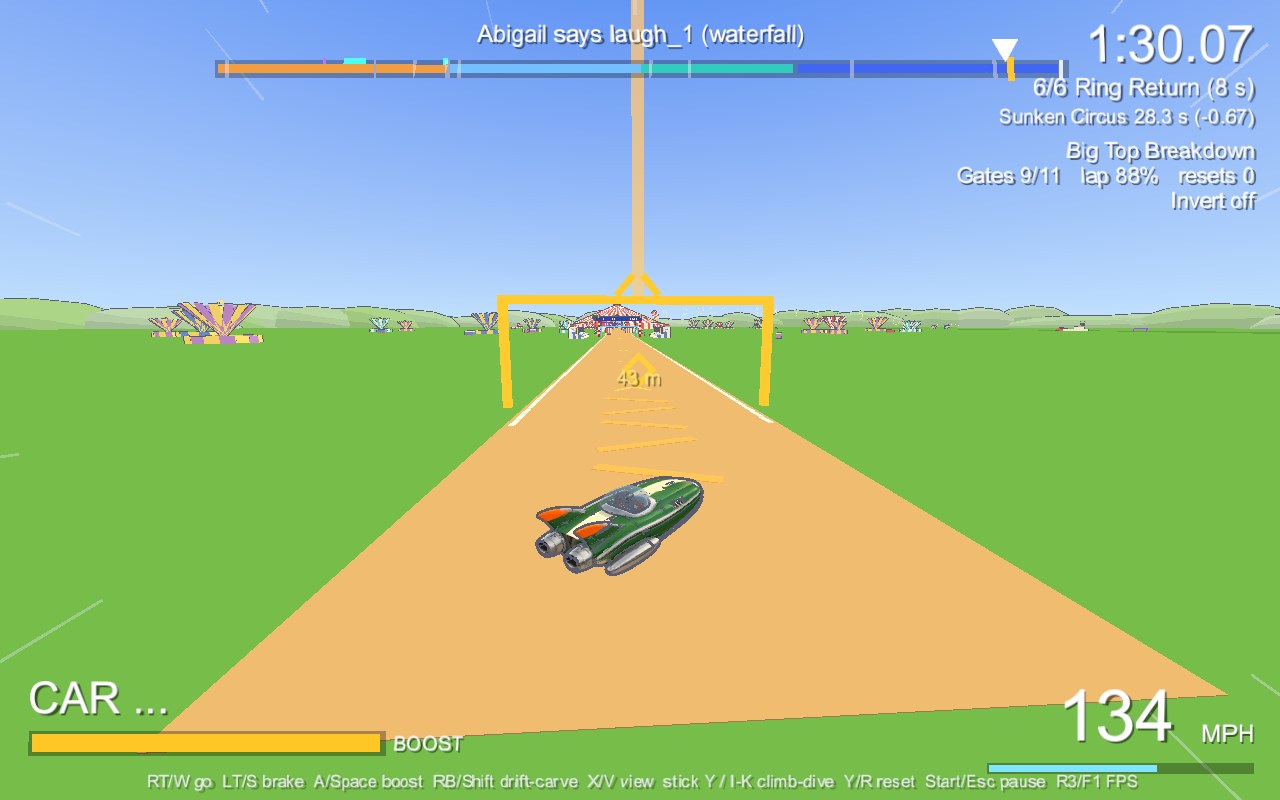 Abigail says laugh_1 (waterfall)
1:30.07
6/6 Ring Return (8 s)
Sunken Circus 28.3 s (-0.67)
Big Top Breakdown
Gates 9/11 lap 88% resets 0
Invert off
43 m
CAR ...
BOOST
134 MPH
RT/W go LT/S brake A/Space boost RB/Shift drift-carve X/V view stick Y / I-K climb-dive Y/R reset Start/Esc pause R3/F1 FPS